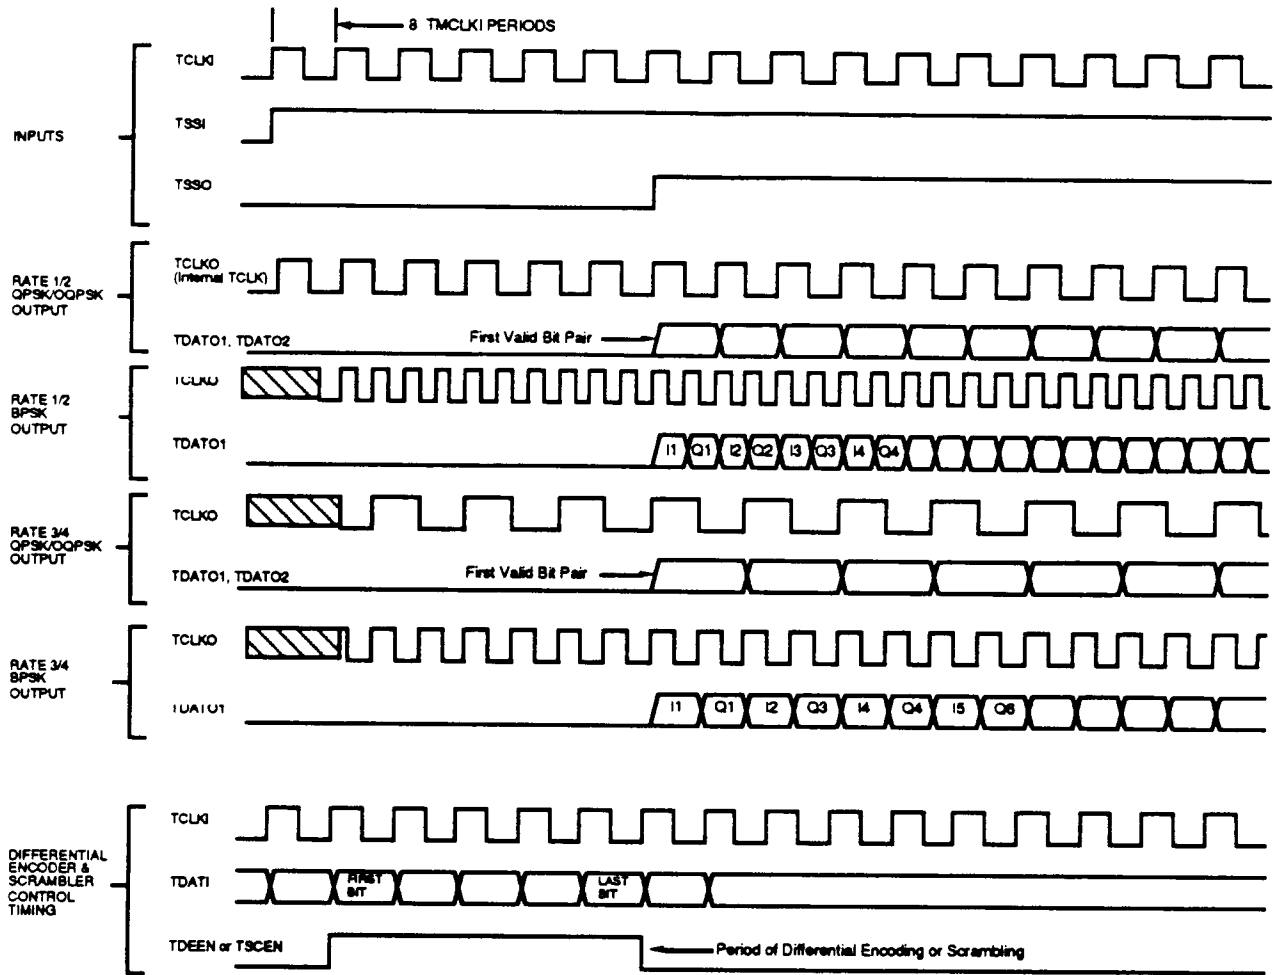 8 TMCLKI PERIODS
TCLKI
TSSI
INPUTS
TSSO
TCLKO
(Internal TCLK)
RATE 1/2
QPSK/OQPSK
OUTPUT
TDATO1, TDATO2
First Valid Bit Pair
TCLKO
RATE 1/2
BPSK
OUTPUT
TDATO1
I1 Q1 I2 Q2 I3 Q3 I4 Q4
TCLKO
RATE 3/4
QPSK/OQPSK
OUTPUT
TDATO1, TDATO2
First Valid Bit Pair
TCLKO
RATE 3/4
BPSK
OUTPUT
TDATO1
I1 Q1 I2 Q3 I4 Q4 I5 Q6
TCLKI
DIFFERENTIAL
ENCODER &
SCRAMBLER
CONTROL
TIMING
TDATI
FIRST
BIT
LAST
BIT
TDEEN or TSCEN
Period of Differential Encoding or Scrambling